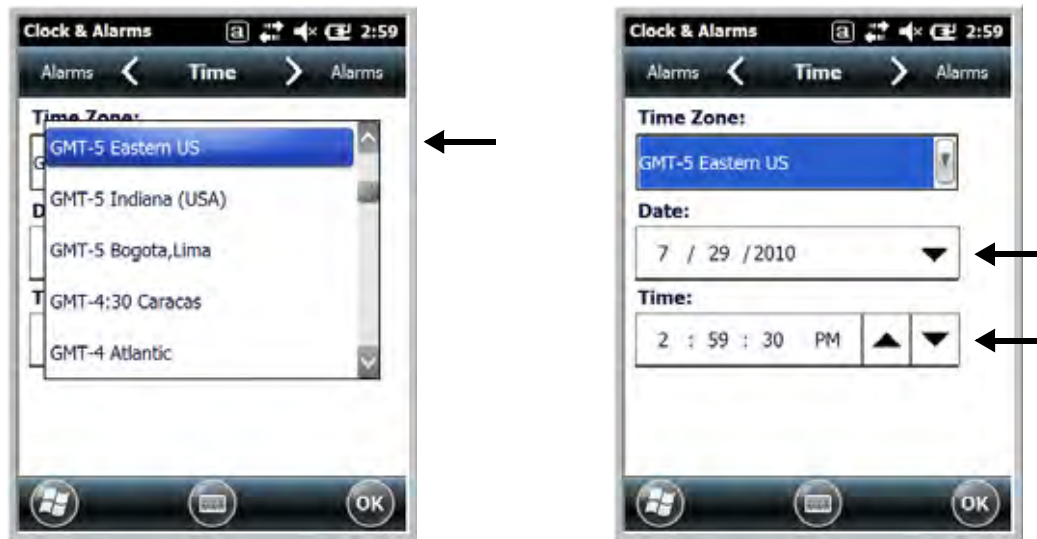 Clock & Alarms a 2:59
Alarms Time Alarms
Time Zone:
GMT-5 Eastern US
G
GMT-5 Indiana (USA)
D
GMT-5 Bogota,Lima
T
GMT-4:30 Caracas
GMT-4 Atlantic
OK
Clock & Alarms a 2:59
Alarms Time Alarms
Time Zone:
GMT-5 Eastern US
Date:
7 / 29 /2010
Time:
2 : 59 : 30 PM
OK